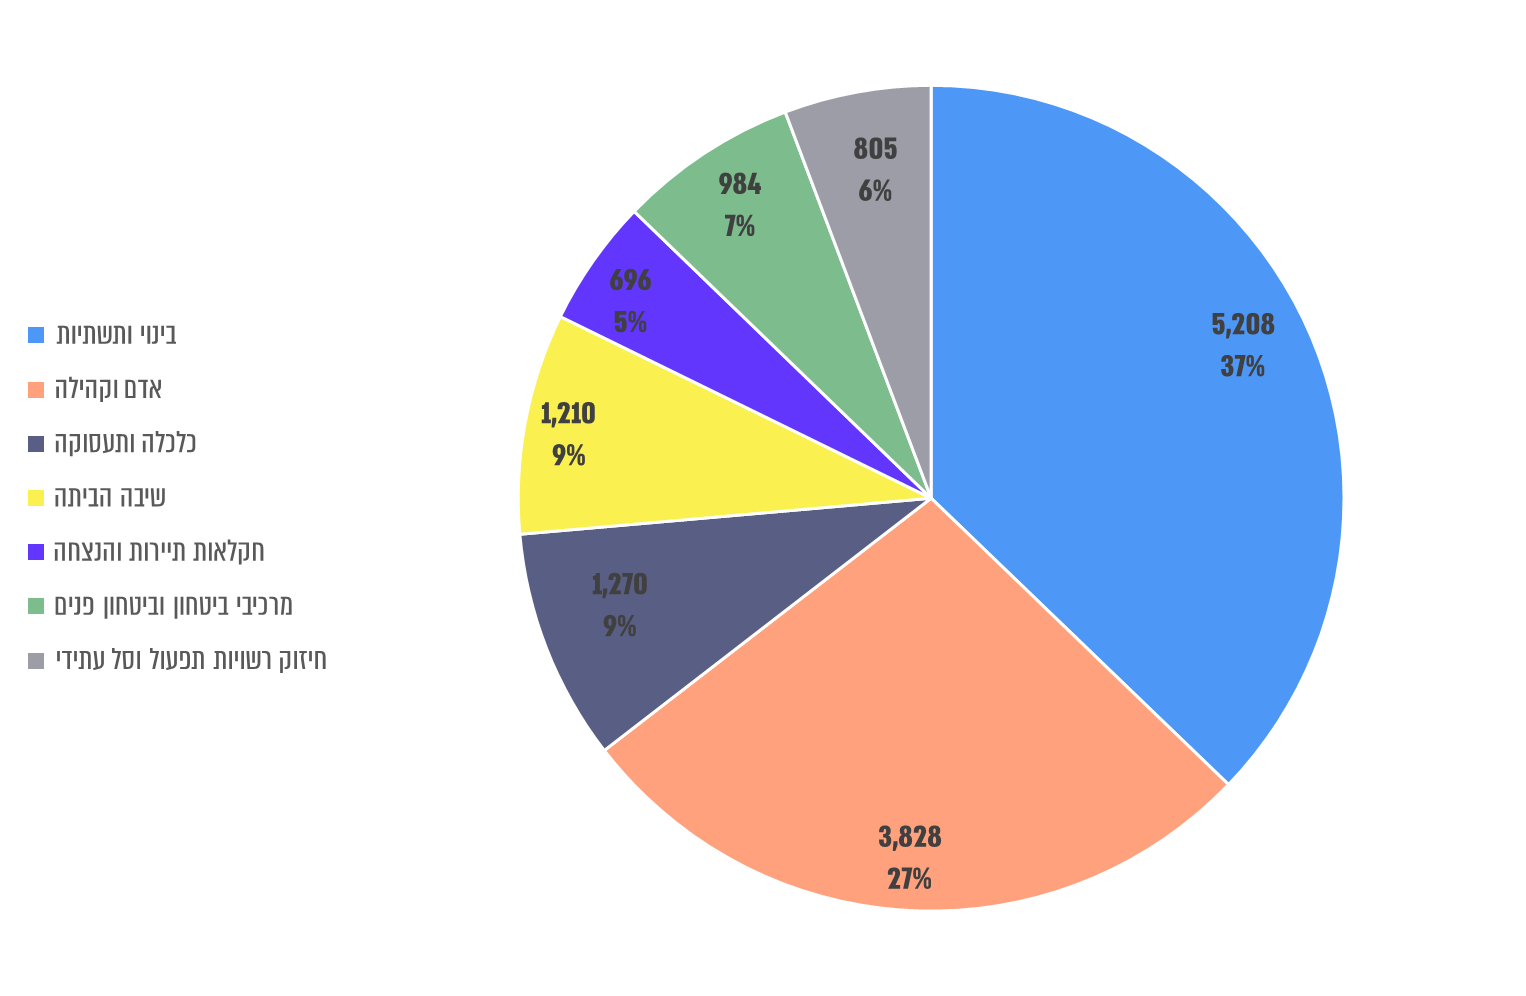 בינוי ותשתיות
אדם וקהילה
כלכלה ותעסוקה
שיבה הביתה
חקלאות תיירות והנצחה
מרכיבי ביטחון וביטחון פנים
חיזוק רשויות תפעול וסל עתידי
805
6%
984
7%
696
5%
1,210
9%
1,270
9%
3,828
27%
5,208
37%